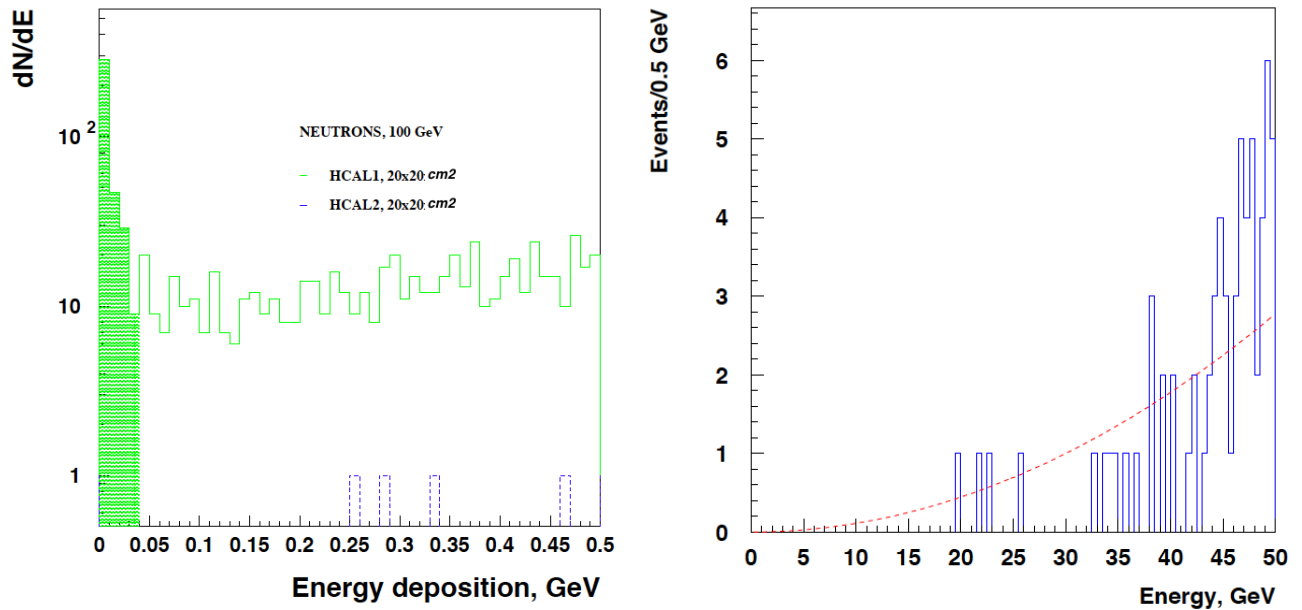 dN/dE
10 2
10
1
NEUTRONS, 100 GeV
HCAL1, 20x20 cm2
HCAL2, 20x20 cm2
0 0.05 0.1 0.15 0.2 0.25 0.3 0.35 0.4 0.45 0.5
Energy deposition, GeV
Events/0.5 GeV
6
5
4
3
2
1
0
0 5 10 15 20 25 30 35 40 45 50
Energy, GeV